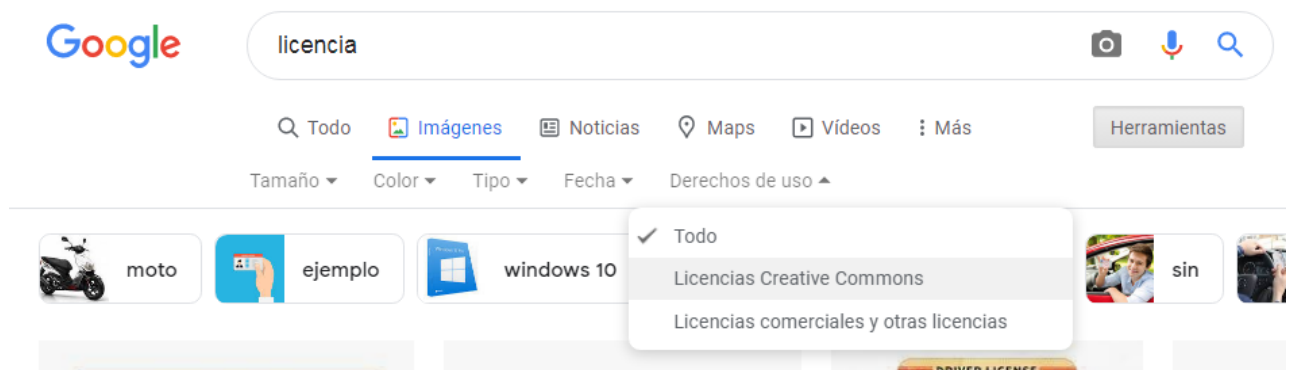 Google licencia
Todo Imágenes Noticias Maps Vídeos Más Herramientas
Tamaño Color Tipo Fecha Derechos de uso
Todo
moto ejemplo windows 10 sin
Licencias Creative Commons
Licencias comerciales y otras licencias
DRIVER LICENSE